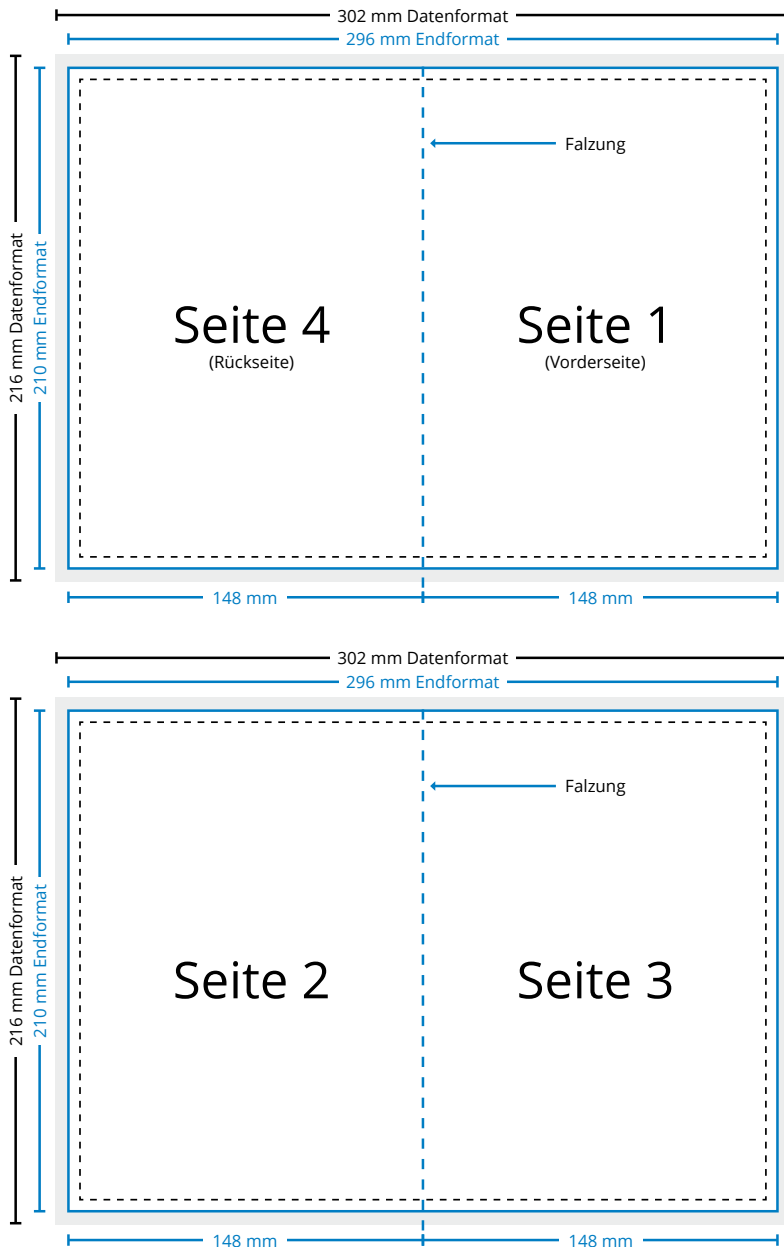 302 mm Datenformat
296 mm Endformat
216 mm Datenformat
210 mm Endformat
Falzung
Seite 4
(Rückseite)
Seite 1
(Vorderseite)
148 mm
148 mm
302 mm Datenformat
296 mm Endformat
216 mm Datenformat
210 mm Endformat
Falzung
Seite 2
Seite 3
148 mm
148 mm